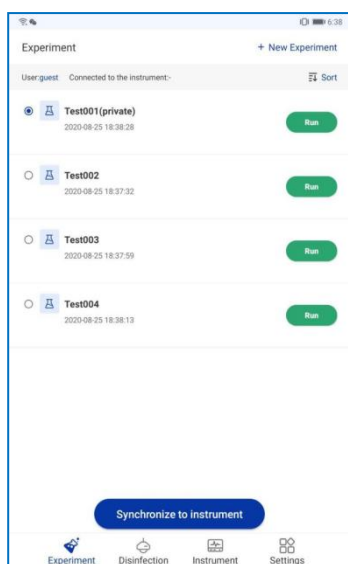 6:38
Experiment + New Experiment
User:guest Connected to the instrument:- Sort
Test001(private)
2020-08-25 18:38:28
Run
Test002
2020-08-25 18:37:32
Run
Test003
2020-08-25 18:37:59
Run
Test004
2020-08-25 18:38:13
Run
Synchronize to instrument
Experiment Disinfection Instrument Settings